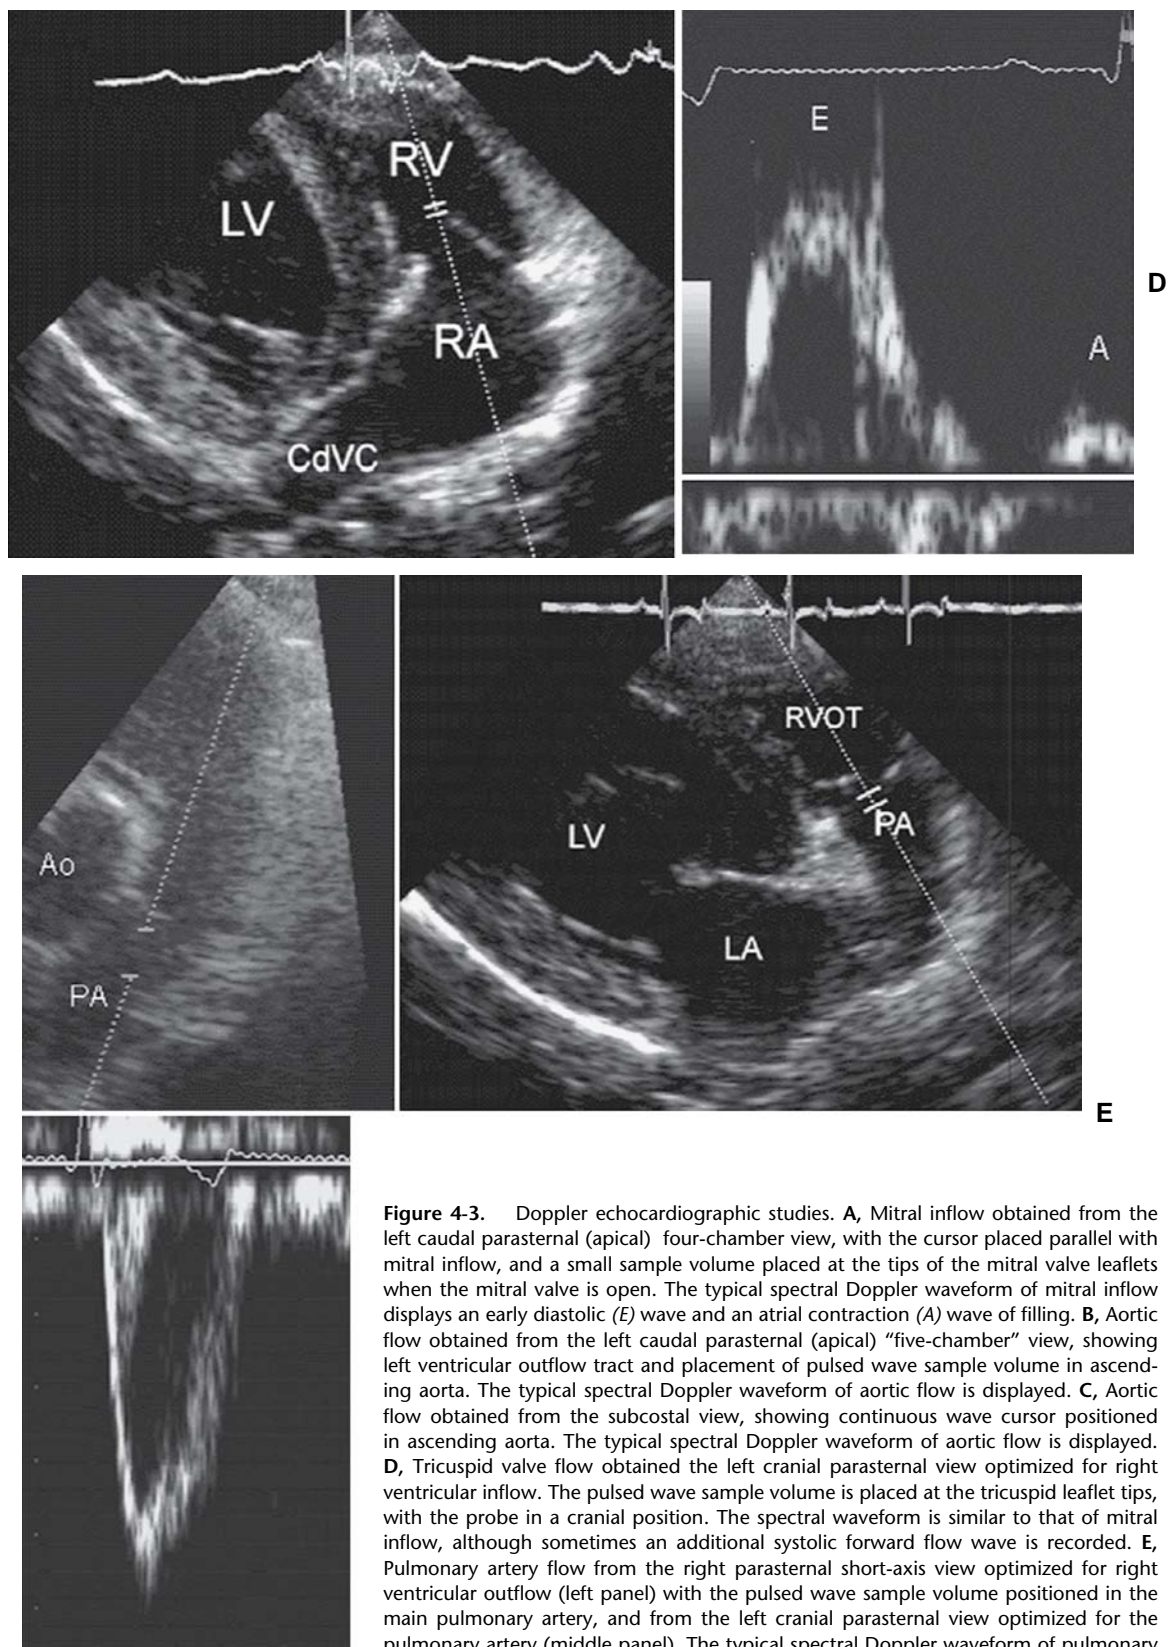 RV
LV
RA
CdVC
E
A
D
Ao
PA
RVOT
PA
LV
LA
E
Figure 4-3. Doppler echocardiographic studies. A, Mitral inflow obtained from the
left caudal parasternal (apical) four-chamber view, with the cursor placed parallel with
mitral inflow, and a small sample volume placed at the tips of the mitral valve leaflets
when the mitral valve is open. The typical spectral Doppler waveform of mitral inflow
displays an early diastolic (E) wave and an atrial contraction (A) wave of filling. B, Aortic
flow obtained from the left caudal parasternal (apical) “five-chamber” view, showing
left ventricular outflow tract and placement of pulsed wave sample volume in ascend-
ing aorta. The typical spectral Doppler waveform of aortic flow is displayed. C, Aortic
flow obtained from the subcostal view, showing continuous wave cursor positioned
in ascending aorta. The typical spectral Doppler waveform of aortic flow is displayed.
D, Tricuspid valve flow obtained the left cranial parasternal view optimized for right
ventricular inflow. The pulsed wave sample volume is placed at the tricuspid leaflet tips,
with the probe in a cranial position. The spectral waveform is similar to that of mitral
inflow, although sometimes an additional systolic forward flow wave is recorded. E,
Pulmonary artery flow from the right parasternal short-axis view optimized for right
ventricular outflow (left panel) with the pulsed wave sample volume positioned in the
main pulmonary artery, and from the left cranial parasternal view optimized for the
pulmonary artery (middle panel). The typical spectral Doppler waveform of pulmonary